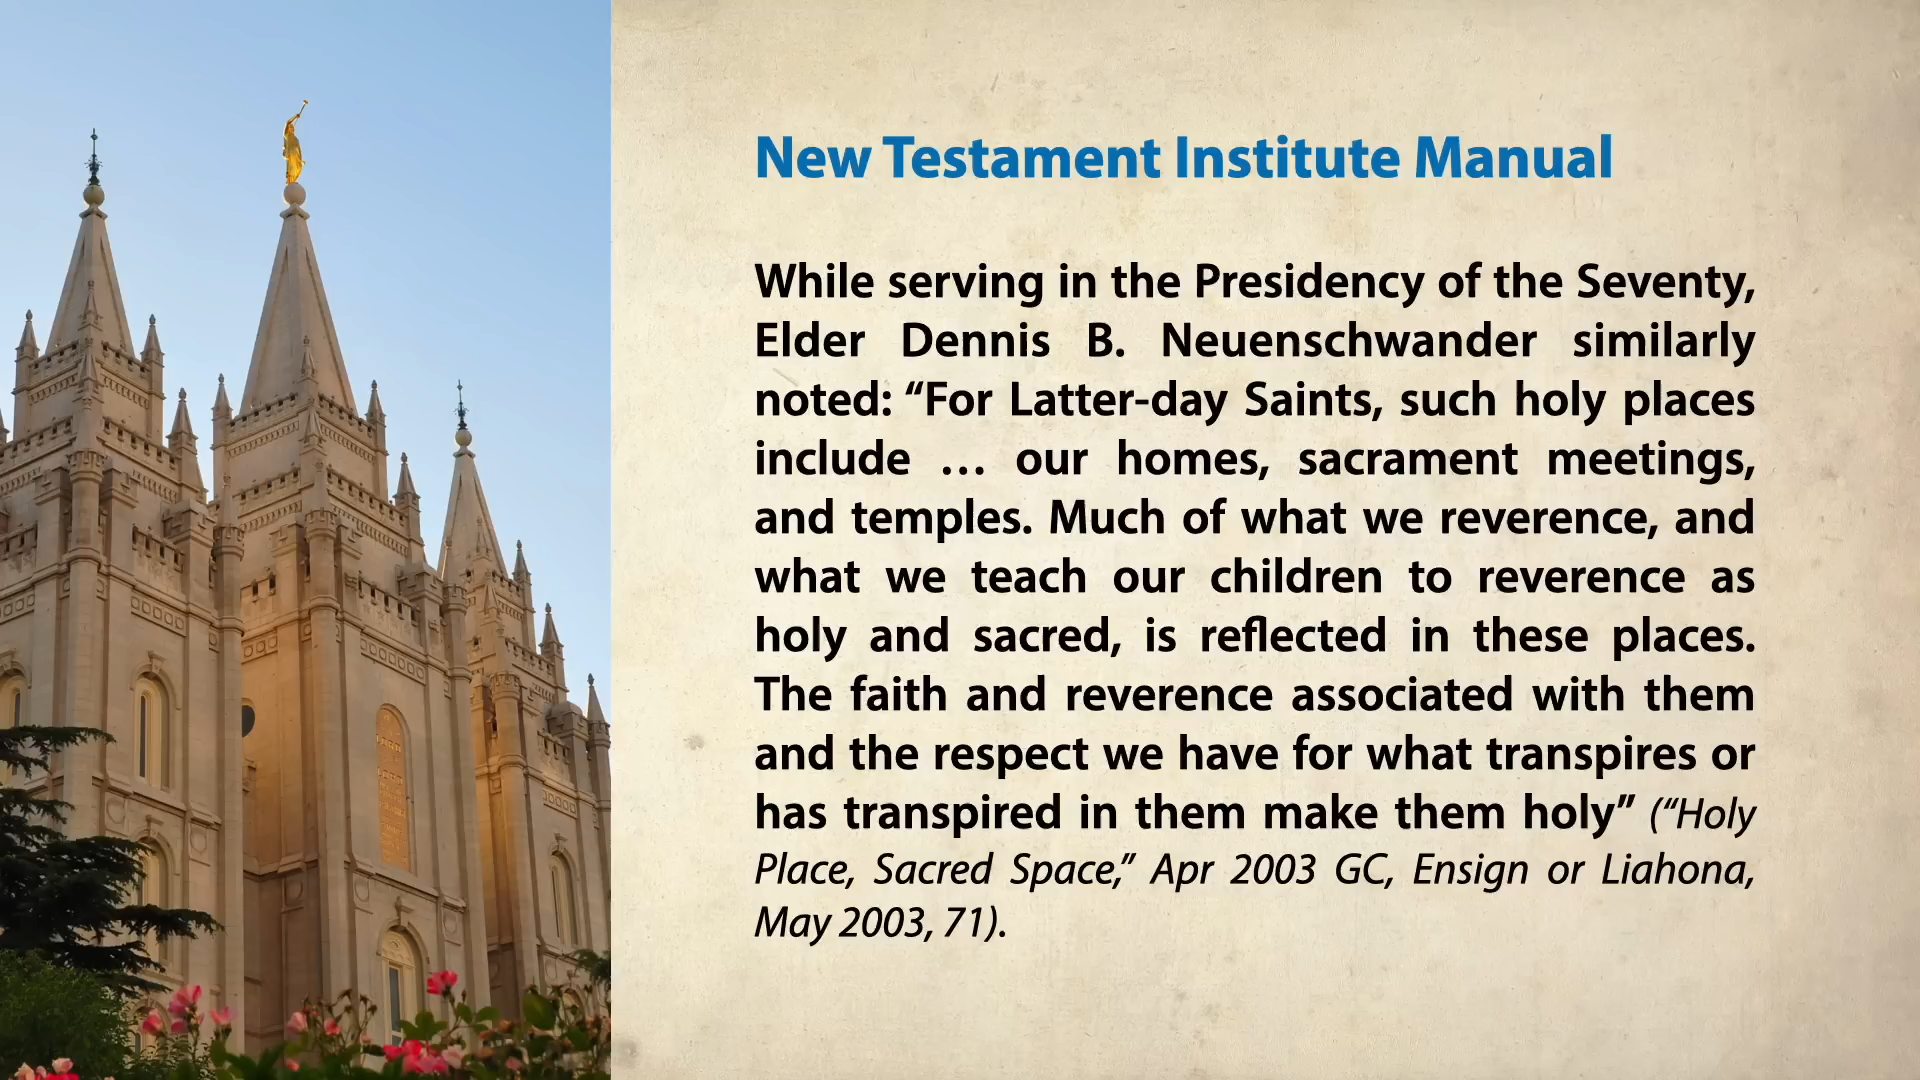 New Testament Institute Manual
While serving in the Presidency of the Seventy,
Elder Dennis B. Neuenschwander similarly
noted: “For Latter-day Saints, such holy places
include … our homes, sacrament meetings,
and temples. Much of what we reverence, and
what we teach our children to reverence as
holy and sacred, is reflected in these places.
The faith and reverence associated with them
and the respect we have for what transpires or
has transpired in them make them holy” (“Holy
Place, Sacred Space,” Apr 2003 GC, Ensign or Liahona,
May 2003, 71).